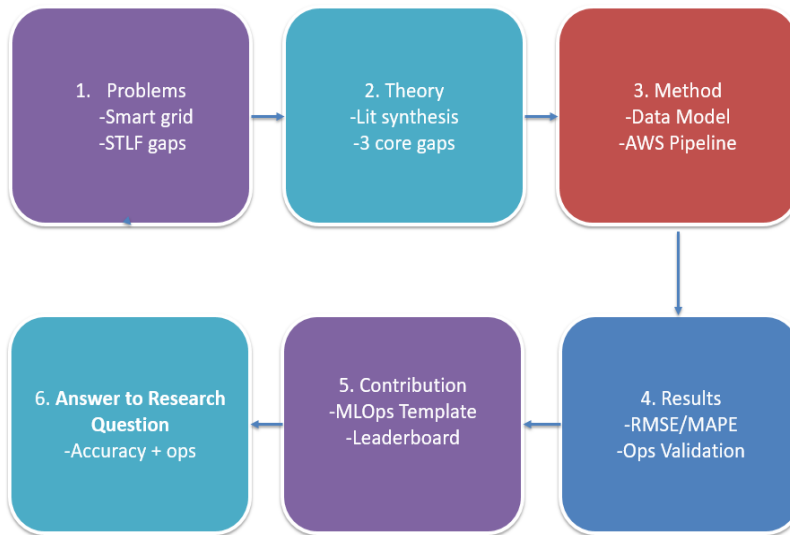 1. Problems
-Smart grid
-STLF gaps
2. Theory
-Lit synthesis
-3 core gaps
3. Method
-Data Model
-AWS Pipeline
4. Results
-RMSE/MAPE
-Ops Validation
5. Contribution
-MLOps Template
-Leaderboard
6. Answer to Research
Question
-Accuracy + ops